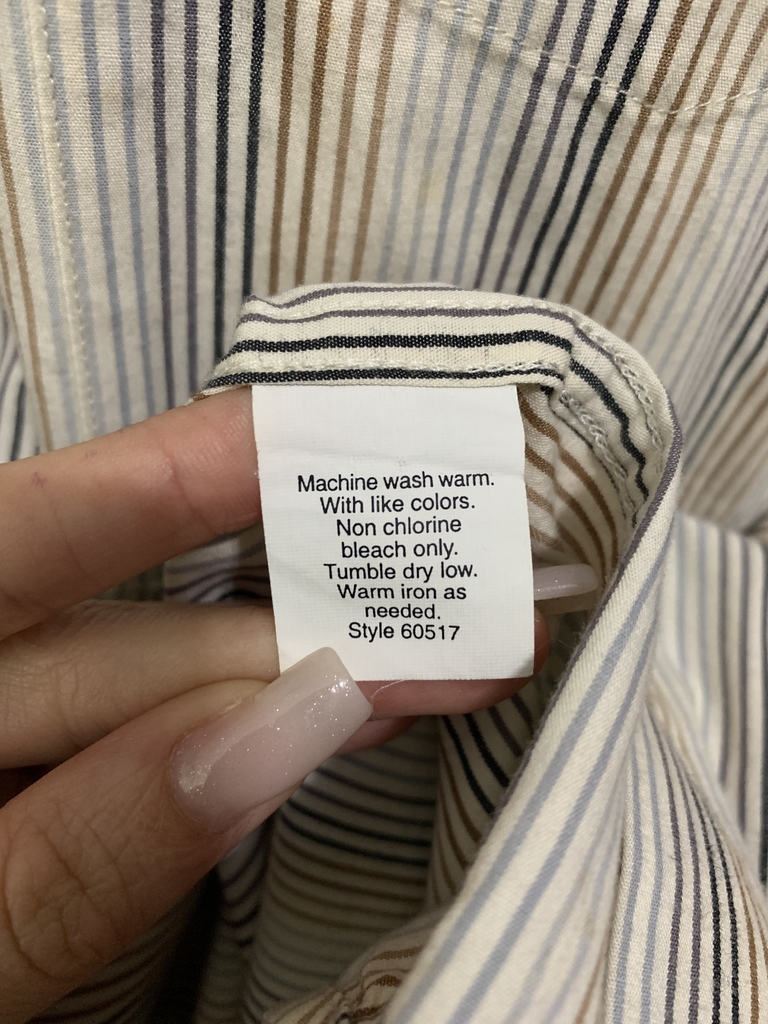 Machine wash warm.
With like colors.
Non chlorine
bleach only.
Tumble dry low.
Warm iron as
needed.
Style 60517